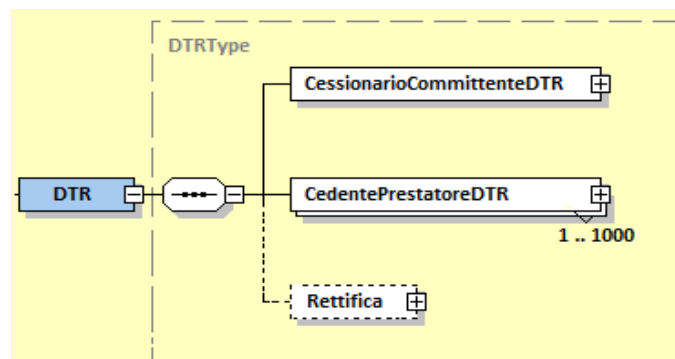 DTRType
CessionarioCommittenteDTR
DTR
CedentePrestatoreDTR
1 .. 1000
Rettifica